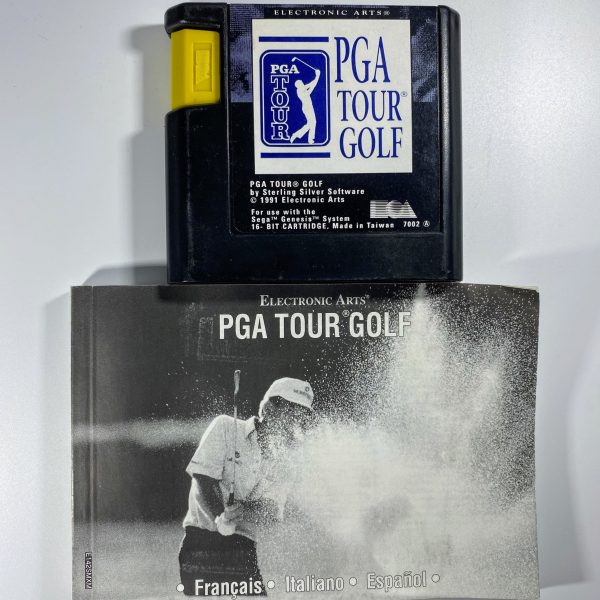 ELECTRONIC ARTS®
PGA
TOUR
PGA
TOUR®
GOLF
PGA TOUR® GOLF
by Sterling Silver Software
© 1991 Electronic Arts
For use with the
Sega™ Genesis™ System
16- BIT CARTRIDGE, Made in Taiwan 7002 Ⓐ
ELECTRONIC ARTS®
PGA TOUR® GOLF
• Français • Italiano • Español •